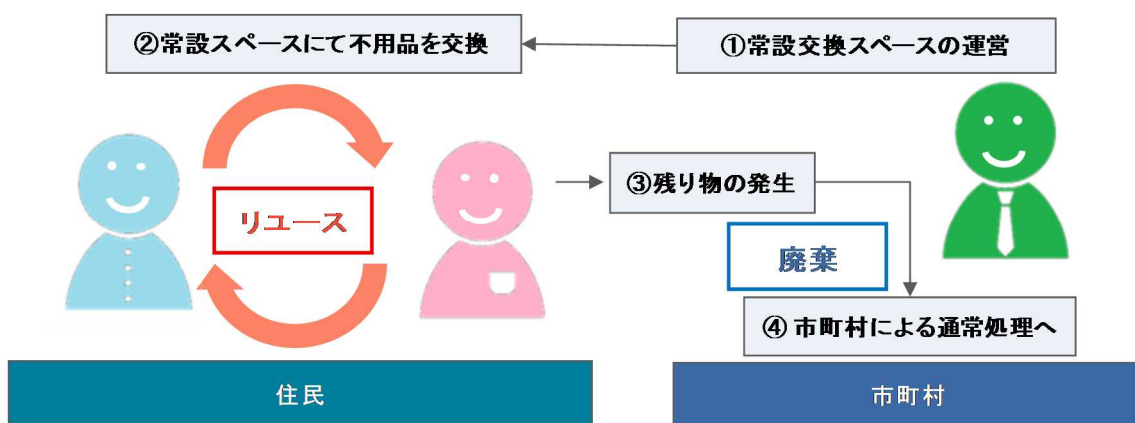 ②常設スペースにて不用品を交換
①常設交換スペースの運営
リユース
③残り物の発生
廃棄
④市町村による通常処理へ
住民
市町村